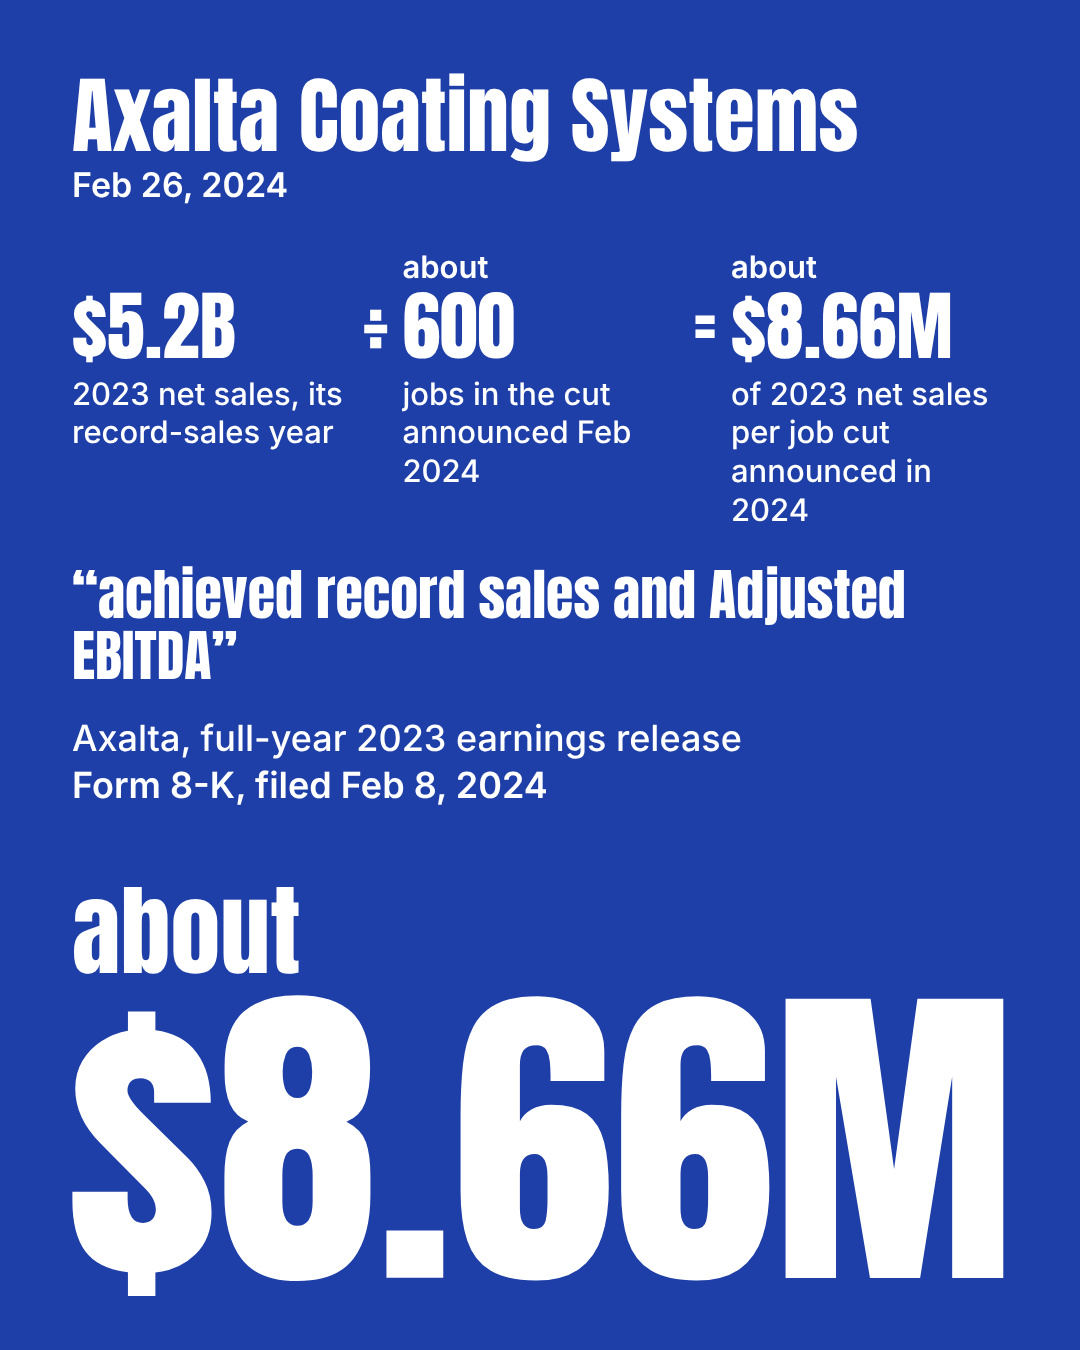 Axalta Coating Systems
Feb 26, 2024
$5.2B
2023 net sales, its
record-sales year
÷
about
600
jobs in the cut
announced Feb
2024
=
about
$8.66M
of 2023 net sales
per job cut
announced in
2024
“achieved record sales and Adjusted
EBITDA”
Axalta, full-year 2023 earnings release
Form 8-K, filed Feb 8, 2024
about
$8.66M